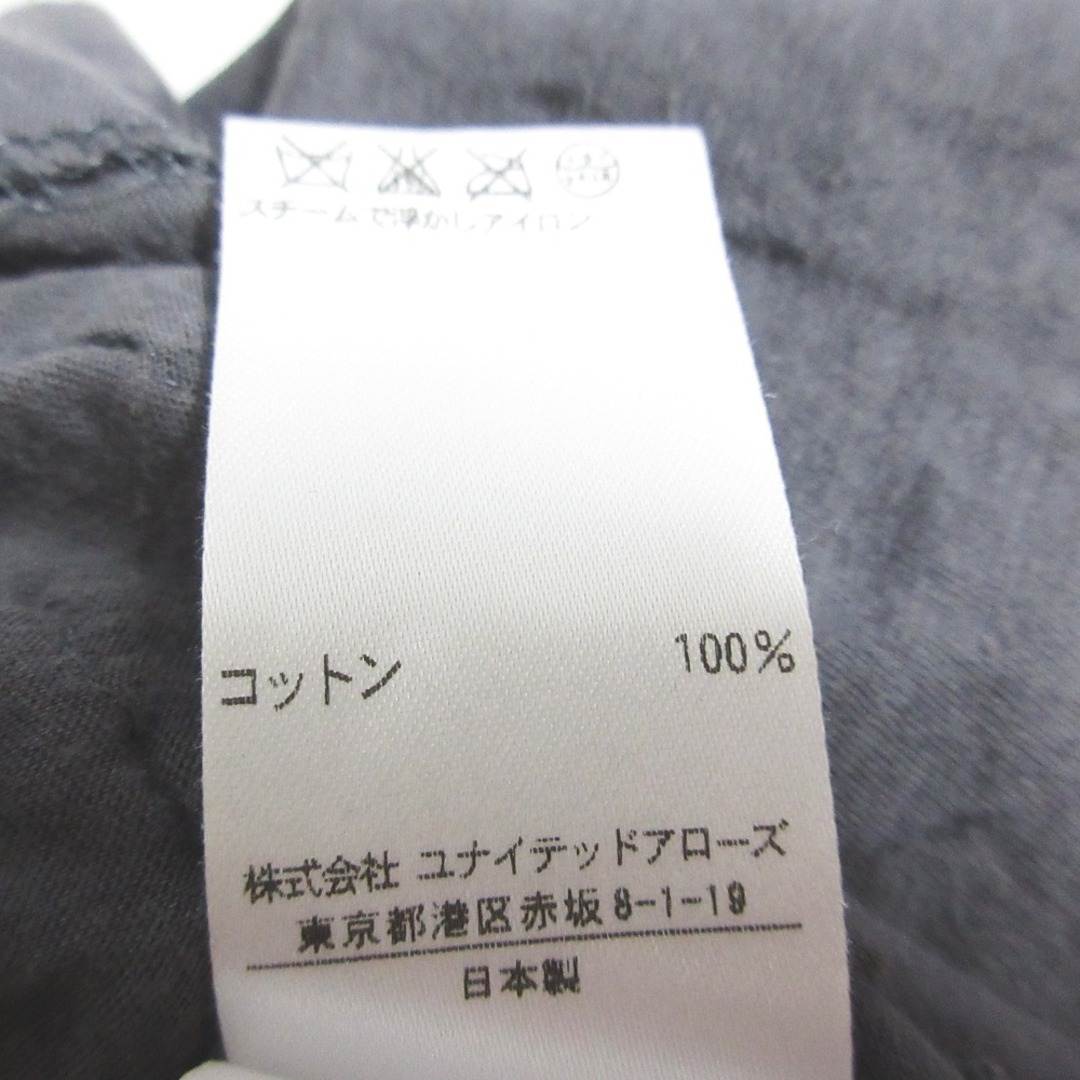 スチームで浮かしアイロン
コットン 100%
株式会社 ユナイテッドアローズ
東京都港区赤坂8-1-19
日本製